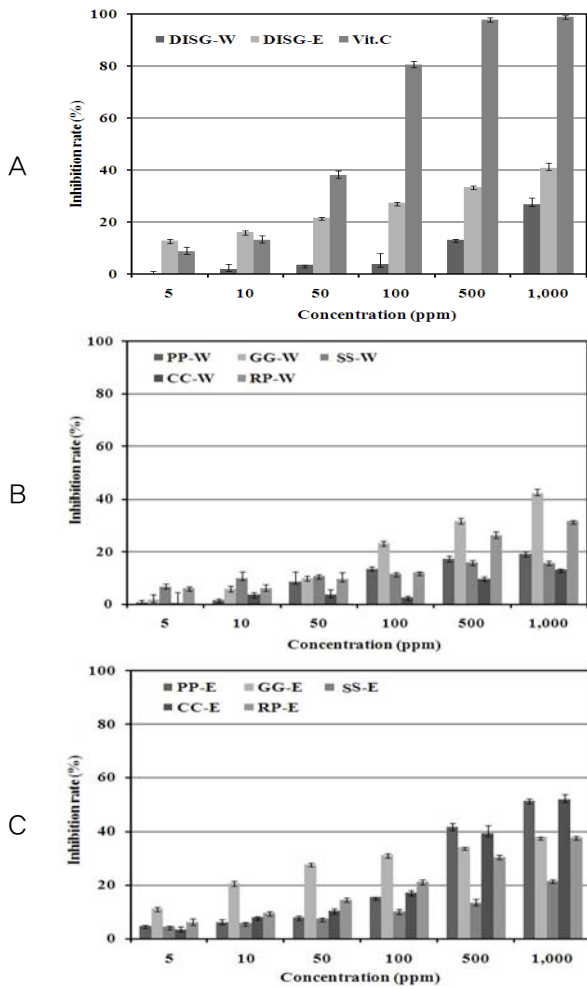 A
DISG-W DISG-E Vit.C
Inhibition rate (%)
100
80
60
40
20
0
5 10 50 100 500 1,000
Concentration (ppm)
B
PP-W GG-W SS-W
CC-W RP-W
Inhibition rate (%)
100
80
60
40
20
0
5 10 50 100 500 1,000
Concentration (ppm)
C
PP-E GG-E SS-E
CC-E RP-E
Inhibition rate (%)
100
80
60
40
20
0
5 10 50 100 500 1,000
Concentration (ppm)